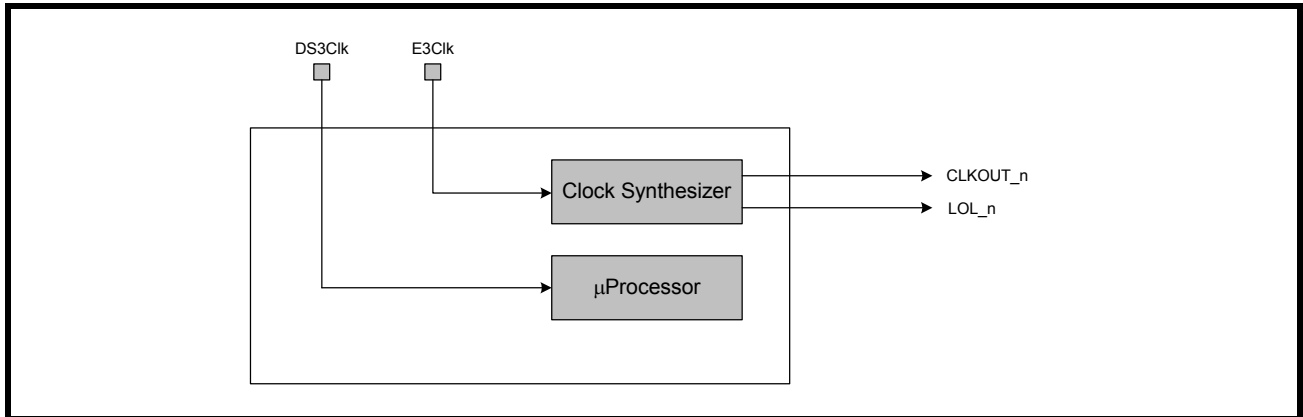 DS3Clk
E3Clk
Clock Synthesizer
CLKOUT_n
LOL_n
μProcessor